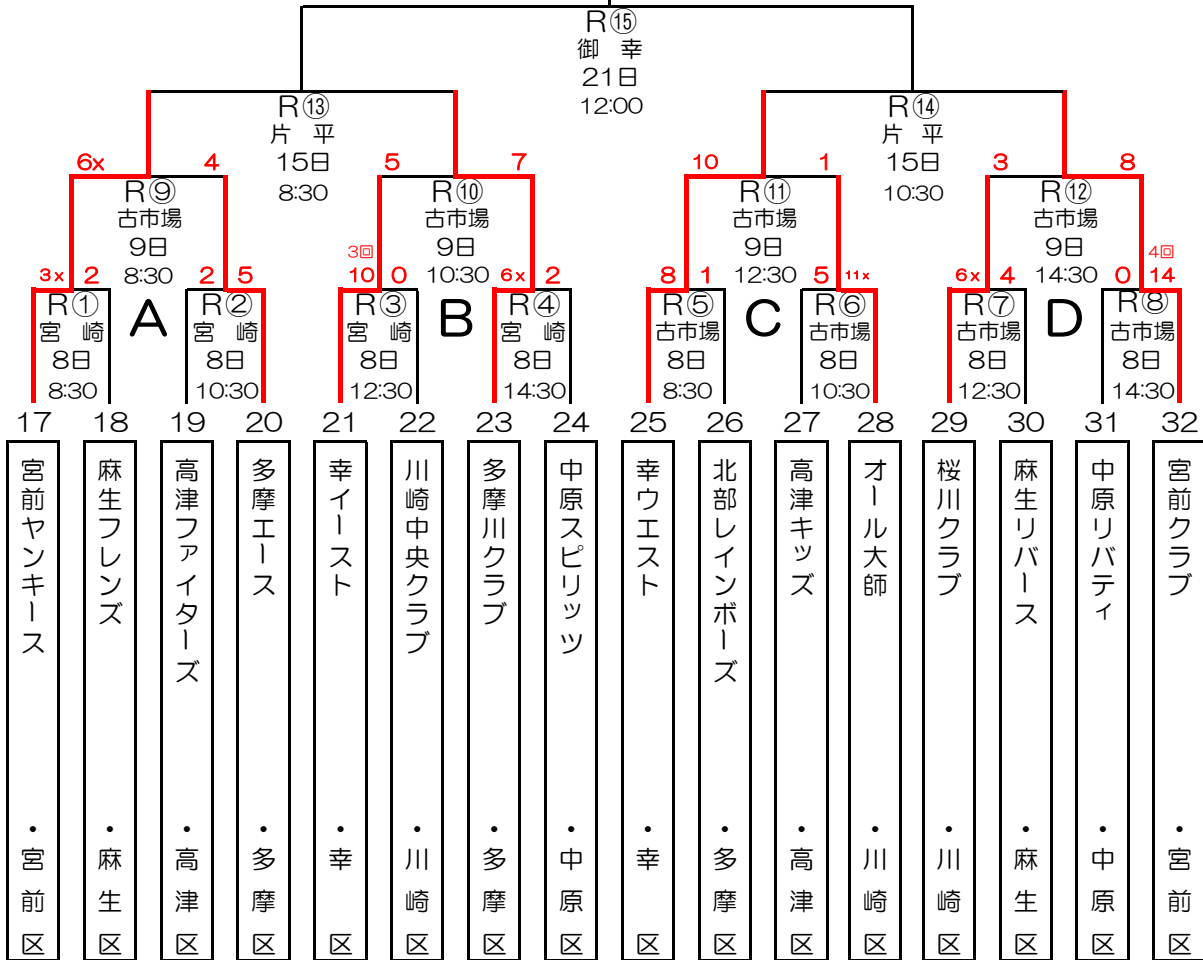 R⑮
御 幸
21日
12:00
R⑬
片 平
15日
8:30
R⑭
片 平
15日
10:30
6x 4 5 7 10 1 3 8
R⑨
古市場
9日
8:30
R⑩
古市場
9日
10:30
R⑪
古市場
9日
12:30
R⑫
古市場
9日
14:30
3回 4回
3x 2 2 5 10 0 6x 2 8 1 5 11x 6x 4 0 14
A B C D
R①
宮 崎
8日
8:30
R②
宮 崎
8日
10:30
R③
宮 崎
8日
12:30
R④
宮 崎
8日
14:30
R⑤
古市場
8日
8:30
R⑥
古市場
8日
10:30
R⑦
古市場
8日
12:30
R⑧
古市場
8日
14:30
17 18 19 20 21 22 23 24 25 26 27 28 29 30 31 32
宮前ヤンキース ・宮前区
麻生フレンズ ・麻生区
高津ファイターズ ・高津区
多摩エース ・多摩区
幸イースト ・幸 区
川崎中央クラブ ・川崎区
多摩川クラブ ・多摩区
中原スピリッツ ・中原区
幸ウエスト ・幸 区
北部レインボーズ ・多摩区
高津キッズ ・高津区
オール大師 ・川崎区
桜川クラブ ・川崎区
麻生リバース ・麻生区
中原リバティ ・中原区
宮前クラブ ・宮前区